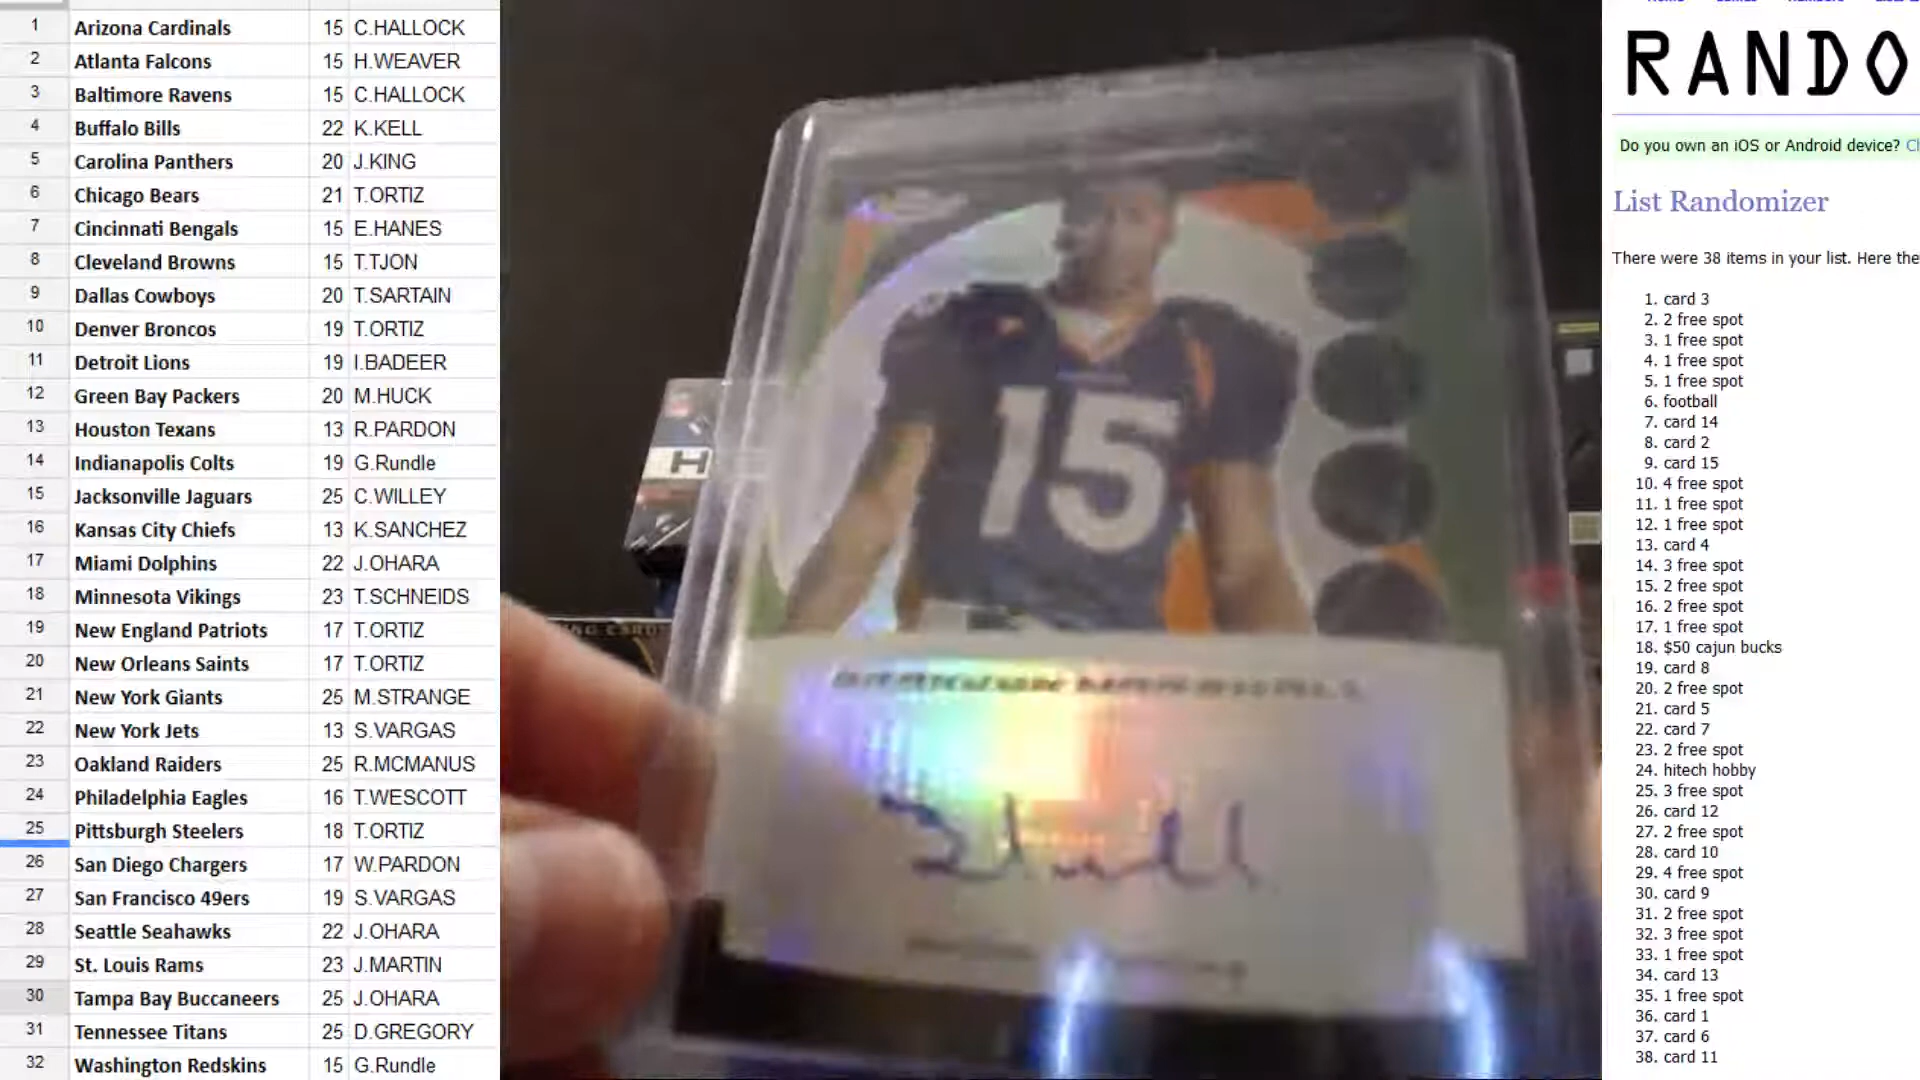 1 Arizona Cardinals 15 C.HALLOCK
2 Atlanta Falcons 15 H.WEAVER
3 Baltimore Ravens 15 C.HALLOCK
4 Buffalo Bills 22 K.KELL
5 Carolina Panthers 20 J.KING
6 Chicago Bears 21 T.ORTIZ
7 Cincinnati Bengals 15 E.HANES
8 Cleveland Browns 15 T.TJON
9 Dallas Cowboys 20 T.SARTAIN
10 Denver Broncos 19 T.ORTIZ
11 Detroit Lions 19 I.BADEER
12 Green Bay Packers 20 M.HUCK
13 Houston Texans 13 R.PARDON
14 Indianapolis Colts 19 G.Rundle
15 Jacksonville Jaguars 25 C.WILLEY
16 Kansas City Chiefs 13 K.SANCHEZ
17 Miami Dolphins 22 J.OHARA
18 Minnesota Vikings 23 T.SCHNEIDS
19 New England Patriots 17 T.ORTIZ
20 New Orleans Saints 17 T.ORTIZ
21 New York Giants 25 M.STRANGE
22 New York Jets 13 S.VARGAS
23 Oakland Raiders 25 R.MCMANUS
24 Philadelphia Eagles 16 T.WESCOTT
25 Pittsburgh Steelers 18 T.ORTIZ
26 San Diego Chargers 17 W.PARDON
27 San Francisco 49ers 19 S.VARGAS
28 Seattle Seahawks 22 J.OHARA
29 St. Louis Rams 23 J.MARTIN
30 Tampa Bay Buccaneers 25 J.OHARA
31 Tennessee Titans 25 D.GREGORY
32 Washington Redskins 15 G.Rundle
15
H
RANDO
Do you own an iOS or Android device?
List Randomizer
There were 38 items in your list. Here the
1. card 3
2. 2 free spot
3. 1 free spot
4. 1 free spot
5. 1 free spot
6. football
7. card 14
8. card 2
9. card 15
10. 4 free spot
11. 1 free spot
12. 1 free spot
13. card 4
14. 3 free spot
15. 2 free spot
16. 2 free spot
17. 1 free spot
18. $50 cajun bucks
19. card 8
20. 2 free spot
21. card 5
22. card 7
23. 2 free spot
24. hitech hobby
25. 3 free spot
26. card 12
27. 2 free spot
28. card 10
29. 4 free spot
30. card 9
31. 2 free spot
32. 3 free spot
33. 1 free spot
34. card 13
35. 1 free spot
36. card 1
37. card 6
38. card 11